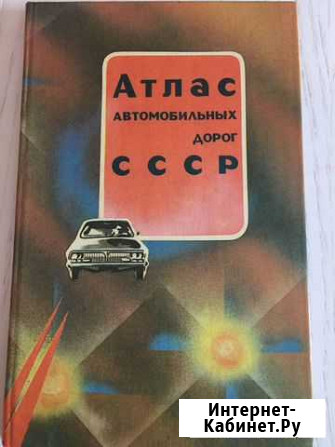 Атлас
АВТОМОБИЛЬНЫХ
ДОРОГ
СССР
Интернет-
Кабинет.Ру